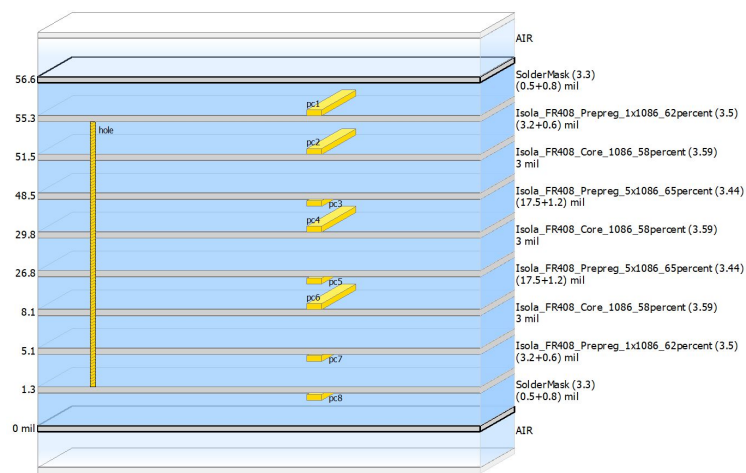 AIR
56.6
SolderMask (3.3)
(0.5+0.8) mil
pc1
55.3
Isola_FR408_Prepreg_1x1086_62percent (3.5)
(3.2+0.6) mil
hole
pc2
51.5
Isola_FR408_Core_1086_58percent (3.59)
3 mil
48.5
Isola_FR408_Prepreg_5x1086_65percent (3.44)
(17.5+1.2) mil
pc3
pc4
29.8
Isola_FR408_Core_1086_58percent (3.59)
3 mil
26.8
Isola_FR408_Prepreg_5x1086_65percent (3.44)
(17.5+1.2) mil
pc5
pc6
8.1
Isola_FR408_Core_1086_58percent (3.59)
3 mil
5.1
Isola_FR408_Prepreg_1x1086_62percent (3.5)
(3.2+0.6) mil
pc7
1.3
SolderMask (3.3)
(0.5+0.8) mil
pc8
0 mil
AIR